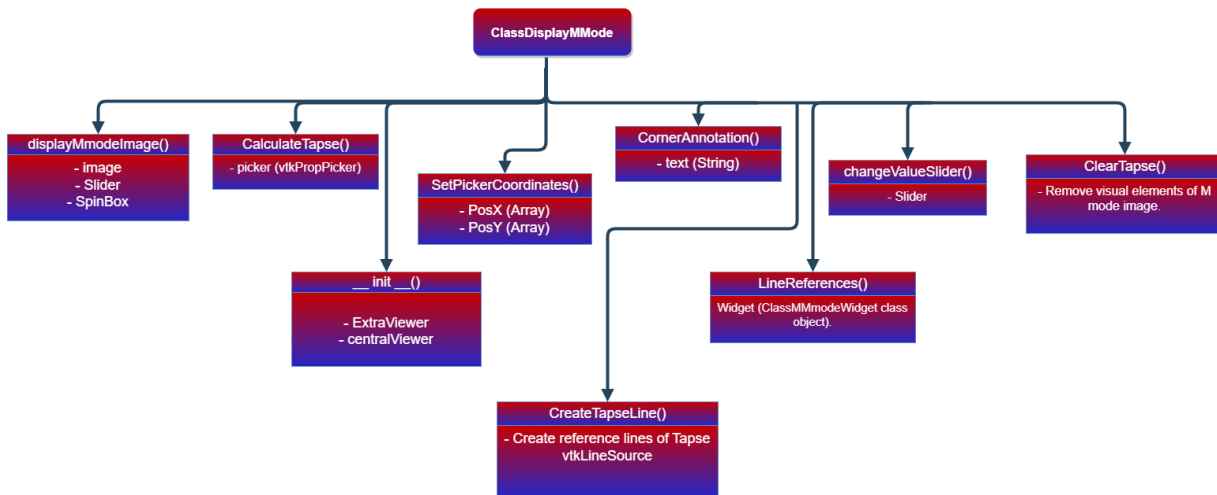 ClassDisplayMMode
displayMmodeImage()
- image
- Slider
- SpinBox
CalculateTapse()
- picker (vtkPropPicker)
SetPickerCoordinates()
- PosX (Array)
- PosY (Array)
CornerAnnotation()
- text (String)
changeValueSlider()
- Slider
ClearTapse()
- Remove visual elements of M
mode image.
__ init __()
- ExtraViewer
- centralViewer
LineReferences()
Widget (ClassMMmodeWidget class
object).
CreateTapseLine()
- Create reference lines of Tapse
vtkLineSource